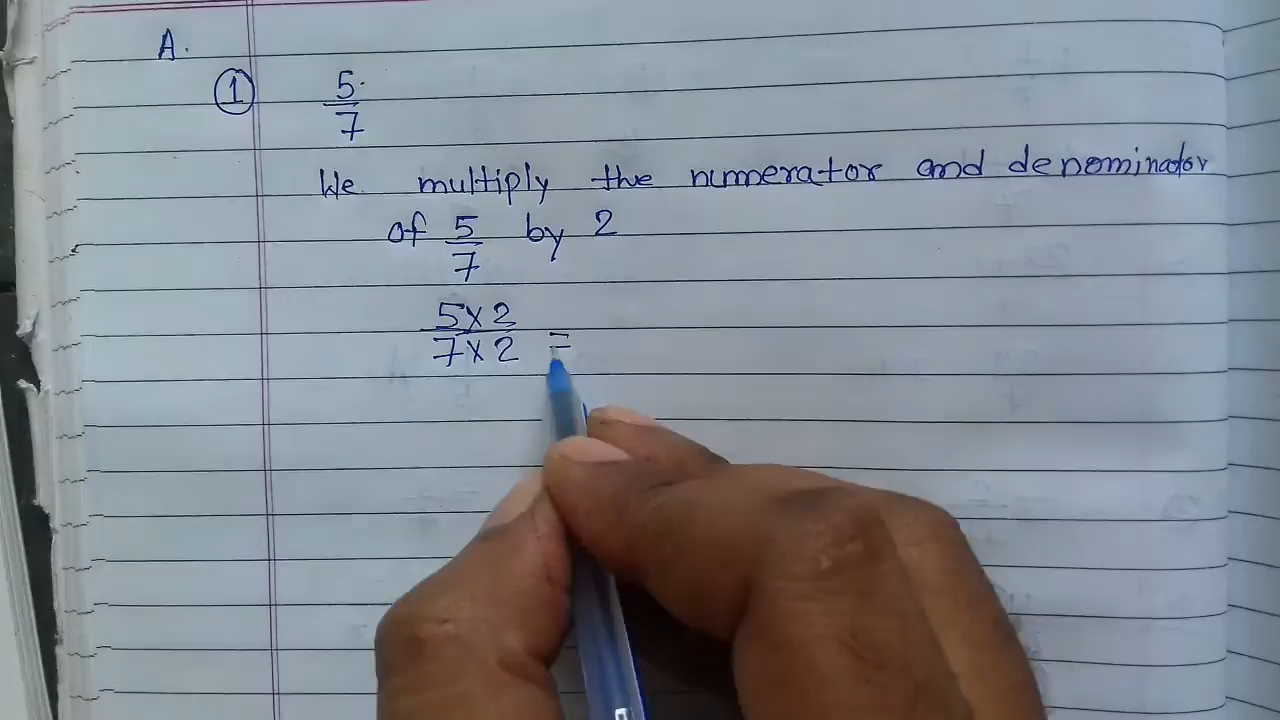 A.
① 5/7
We multiply the numerator and denominator
of 5/7 by 2
5×2/7×2 =